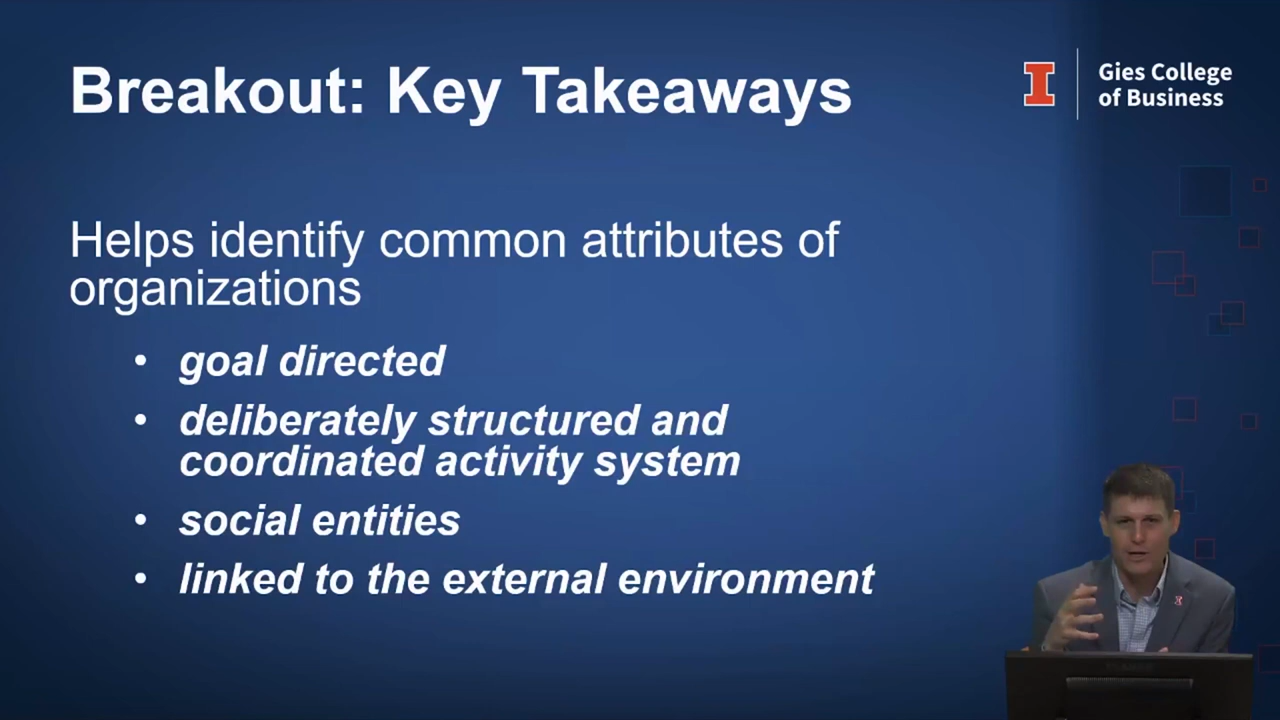 Breakout: Key Takeaways
Gies College
of Business
Helps identify common attributes of
organizations
• goal directed
• deliberately structured and
coordinated activity system
• social entities
• linked to the external environment